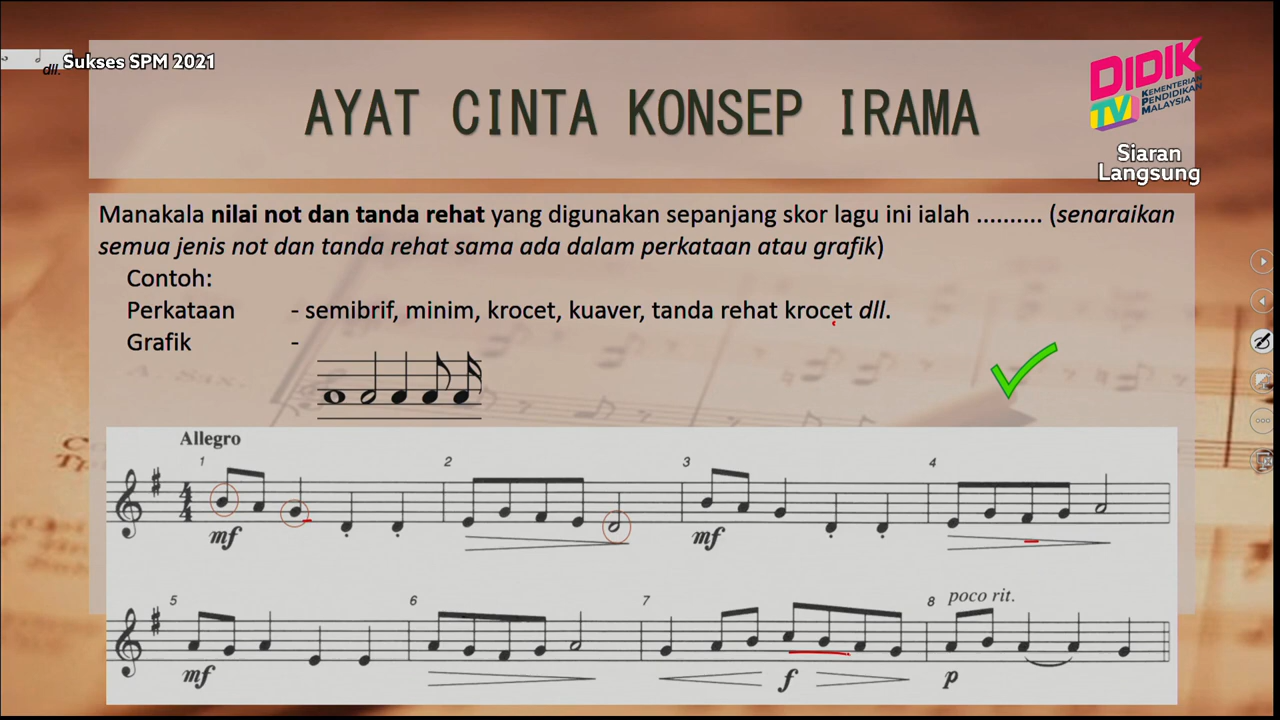 dll.
Sukses SPM 2021
DIDIK
TV
KEMENTERIAN
PENDIDIKAN
MALAYSIA
AYAT CINTA KONSEP IRAMA
Siaran
Langsung
Manakala nilai not dan tanda rehat yang digunakan sepanjang skor lagu ini ialah .......... (senaraikan
semua jenis not dan tanda rehat sama ada dalam perkataan atau grafik)
Contoh:
Perkataan - semibrif, minim, krocet, kuaver, tanda rehat krocet dll.
Grafik -
Allegro
1 2 3 4
4
4
mf mf
5 6 7 8 poco rit.
mf f p